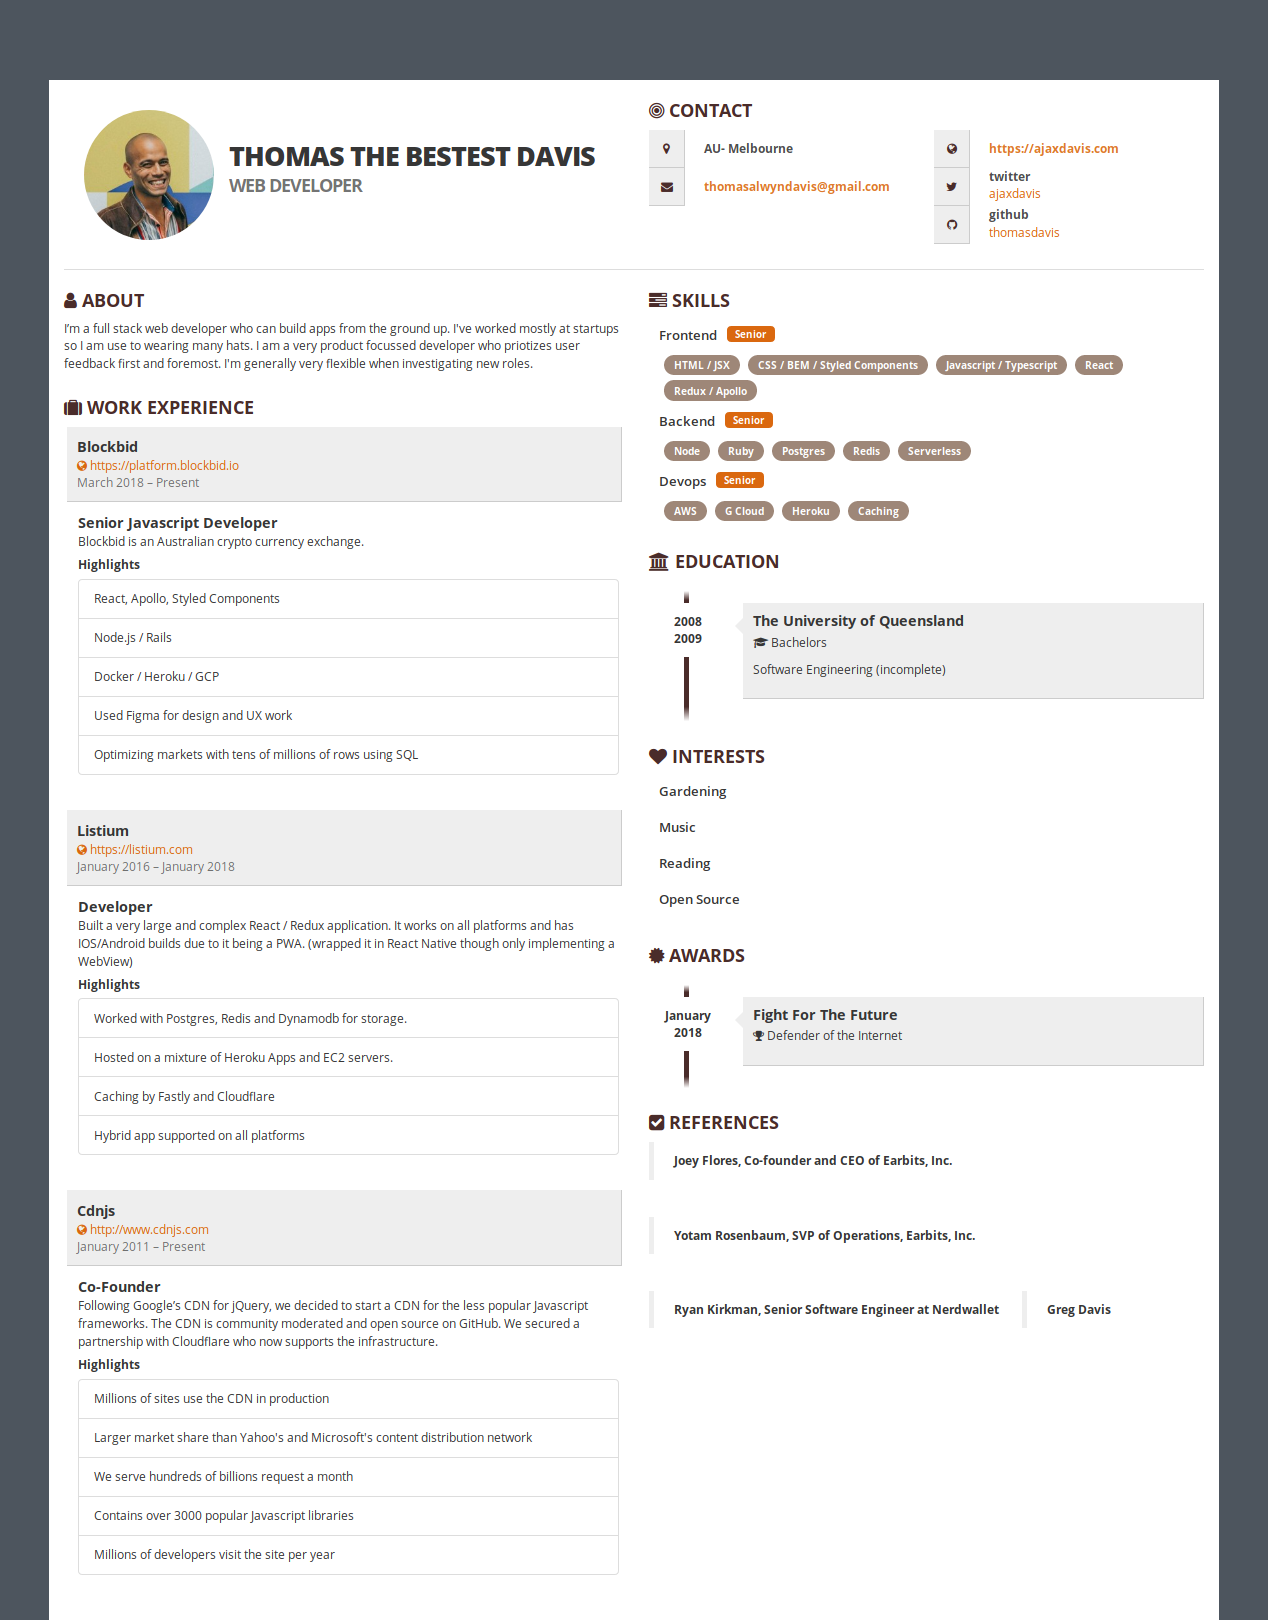 THOMAS THE BESTEST DAVIS
WEB DEVELOPER
CONTACT
AU- Melbourne
thomasalwyndavis@gmail.com
https://ajaxdavis.com
twitter
ajaxdavis
github
thomasdavis
ABOUT
I’m a full stack web developer who can build apps from the ground up. I've worked mostly at startups
so I am use to wearing many hats. I am a very product focussed developer who priotizes user
feedback first and foremost. I'm generally very flexible when investigating new roles.
WORK EXPERIENCE
Blockbid
https://platform.blockbid.io
March 2018 – Present
Senior Javascript Developer
Blockbid is an Australian crypto currency exchange.
Highlights
React, Apollo, Styled Components
Node.js / Rails
Docker / Heroku / GCP
Used Figma for design and UX work
Optimizing markets with tens of millions of rows using SQL
Listium
https://listium.com
January 2016 – January 2018
Developer
Built a very large and complex React / Redux application. It works on all platforms and has
IOS/Android builds due to it being a PWA. (wrapped it in React Native though only implementing a
WebView)
Highlights
Worked with Postgres, Redis and Dynamodb for storage.
Hosted on a mixture of Heroku Apps and EC2 servers.
Caching by Fastly and Cloudflare
Hybrid app supported on all platforms
Cdnjs
http://www.cdnjs.com
January 2011 – Present
Co-Founder
Following Google’s CDN for jQuery, we decided to start a CDN for the less popular Javascript
frameworks. The CDN is community moderated and open source on GitHub. We secured a
partnership with Cloudflare who now supports the infrastructure.
Highlights
Millions of sites use the CDN in production
Larger market share than Yahoo's and Microsoft's content distribution network
We serve hundreds of billions request a month
Contains over 3000 popular Javascript libraries
Millions of developers visit the site per year
SKILLS
Frontend Senior
HTML / JSX CSS / BEM / Styled Components Javascript / Typescript React
Redux / Apollo
Backend Senior
Node Ruby Postgres Redis Serverless
Devops Senior
AWS G Cloud Heroku Caching
EDUCATION
2008
2009
The University of Queensland
Bachelors
Software Engineering (incomplete)
INTERESTS
Gardening
Music
Reading
Open Source
AWARDS
January
2018
Fight For The Future
Defender of the Internet
REFERENCES
Joey Flores, Co-founder and CEO of Earbits, Inc.
Yotam Rosenbaum, SVP of Operations, Earbits, Inc.
Ryan Kirkman, Senior Software Engineer at Nerdwallet
Greg Davis